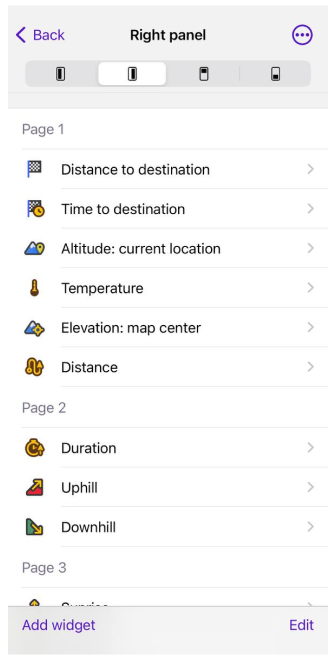 Back
Right panel
Page 1
Distance to destination
Time to destination
Altitude: current location
Temperature
Elevation: map center
Distance
Page 2
Duration
Uphill
Downhill
Page 3
Add widget
Edit